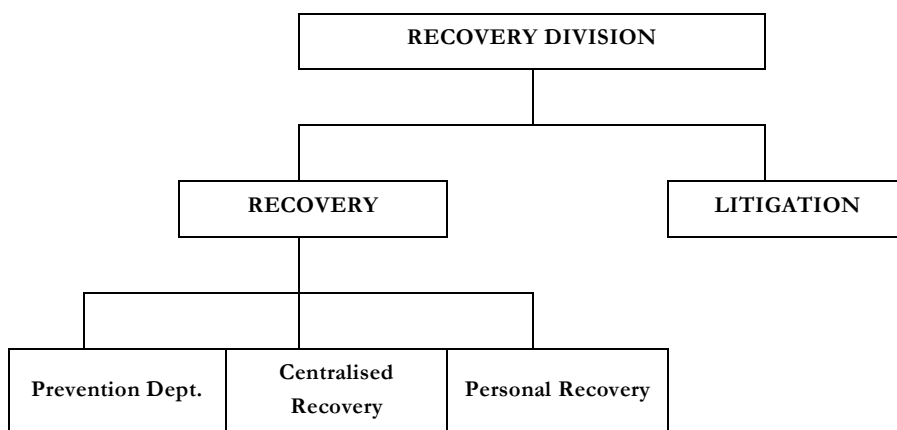 RECOVERY DIVISION
RECOVERY
LITIGATION
Prevention Dept.
Centralised
Recovery
Personal Recovery